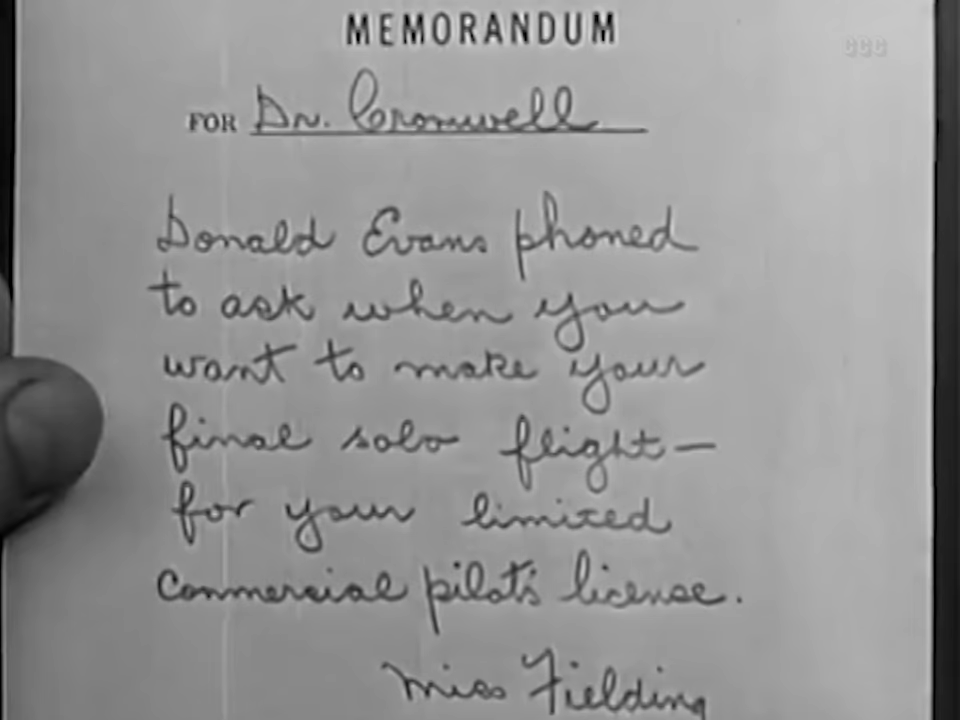 MEMORANDUM
CCC
FOR Dr. Cromwell
Donald Evans phoned
to ask when you
want to make your
final solo flight—
for your limited
commercial pilot's license.
Miss Fielding